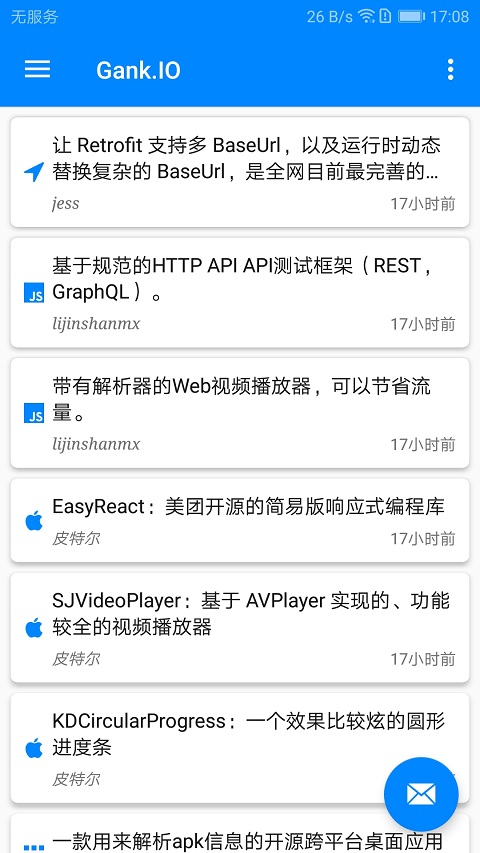 无服务 26 B/s 17:08
Gank.IO
让 Retrofit 支持多 BaseUrl，以及运行时动态
替换复杂的 BaseUrl，是全网目前最完善的...
jess 17小时前
基于规范的HTTP API API测试框架（REST，
JS GraphQL）。
lijinshanmx 17小时前
带有解析器的Web视频播放器，可以节省流
JS 量。
lijinshanmx 17小时前
EasyReact：美团开源的简易版响应式编程库
皮特尔 17小时前
SJVideoPlayer：基于 AVPlayer 实现的、功能
较全的视频播放器
皮特尔 17小时前
KDCircularProgress：一个效果比较炫的圆形
进度条
皮特尔
一款用来解析apk信息的开源跨平台桌面应用